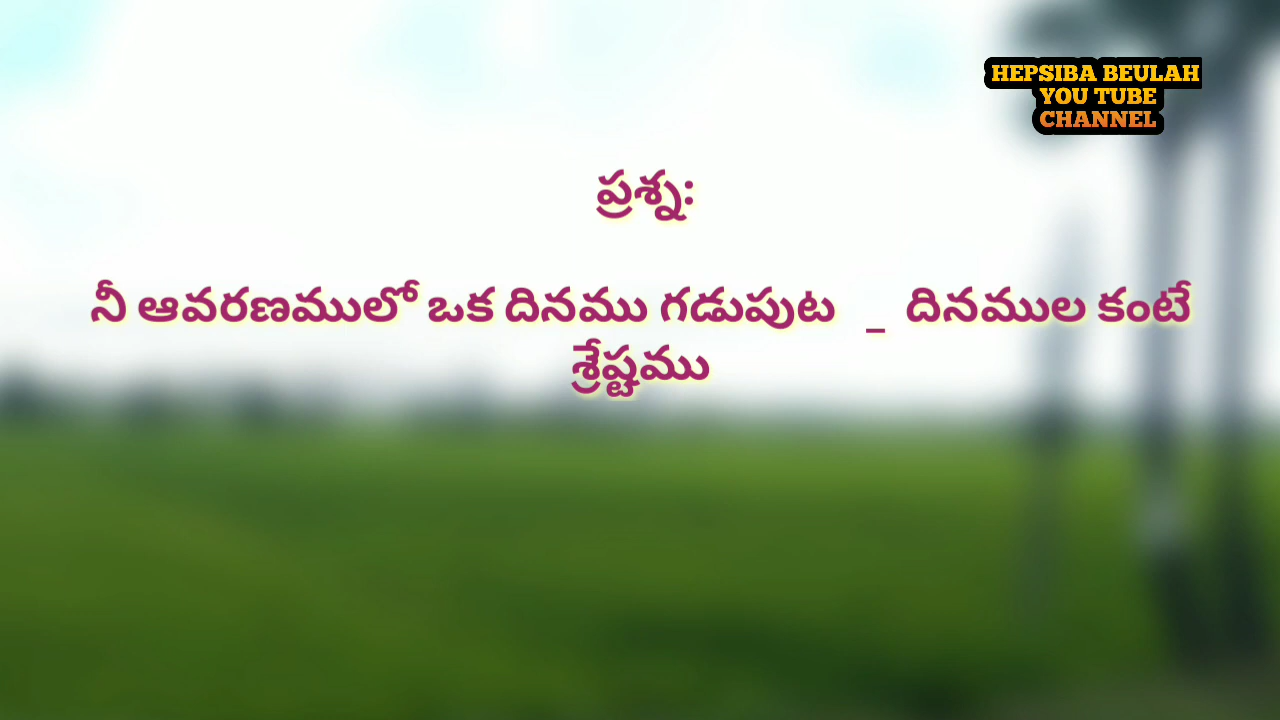 HEPSIBA BEULAH
YOU TUBE
CHANNEL
ప్రశ్న:
నీ ఆవరణములో ఒక దినము గడుపుట _ దినముల కంటే
శ్రేష్టము